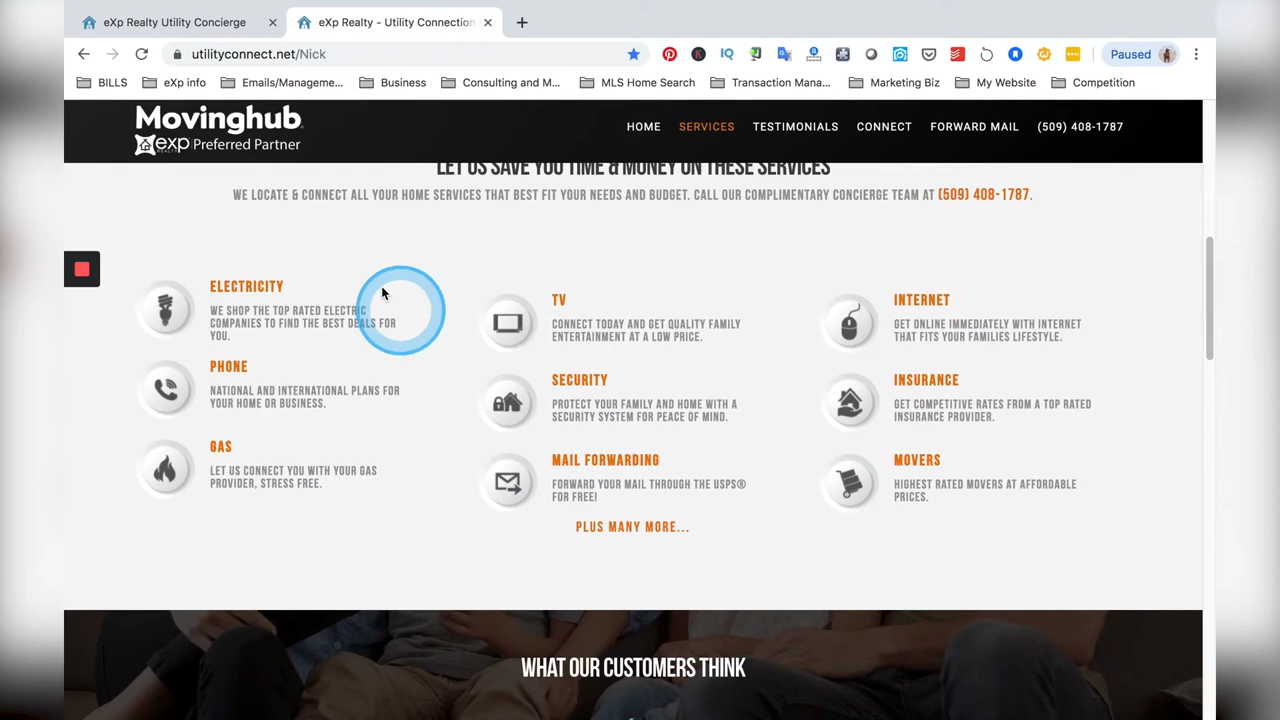 eXp Realty Utility Concierge
eXp Realty - Utility Connection
utilityconnect.net/Nick
Paused
BILLS
eXp info
Emails/Manageme...
Business
Consulting and M...
MLS Home Search
Transaction Mana...
Marketing Biz
My Website
Competition
Movinghub
eXp REALTY Preferred Partner
HOME
SERVICES
TESTIMONIALS
CONNECT
FORWARD MAIL
(509) 408-1787
LET US SAVE YOU TIME & MONEY ON THESE SERVICES
WE LOCATE & CONNECT ALL YOUR HOME SERVICES THAT BEST FIT YOUR NEEDS AND BUDGET. CALL OUR COMPLIMENTARY CONCIERGE TEAM AT (509) 408-1787.
ELECTRICITY
WE SHOP THE TOP RATED ELECTRIC
COMPANIES TO FIND THE BEST DEALS FOR
YOU.
PHONE
NATIONAL AND INTERNATIONAL PLANS FOR
YOUR HOME OR BUSINESS.
GAS
LET US CONNECT YOU WITH YOUR GAS
PROVIDER, STRESS FREE.
TV
CONNECT TODAY AND GET QUALITY FAMILY
ENTERTAINMENT AT A LOW PRICE.
SECURITY
PROTECT YOUR FAMILY AND HOME WITH A
SECURITY SYSTEM FOR PEACE OF MIND.
MAIL FORWARDING
FORWARD YOUR MAIL THROUGH THE USPS®
FOR FREE!
INTERNET
GET ONLINE IMMEDIATELY WITH INTERNET
THAT FITS YOUR FAMILIES LIFESTYLE.
INSURANCE
GET COMPETITIVE RATES FROM A TOP RATED
INSURANCE PROVIDER.
MOVERS
HIGHEST RATED MOVERS AT AFFORDABLE
PRICES.
PLUS MANY MORE...
WHAT OUR CUSTOMERS THINK